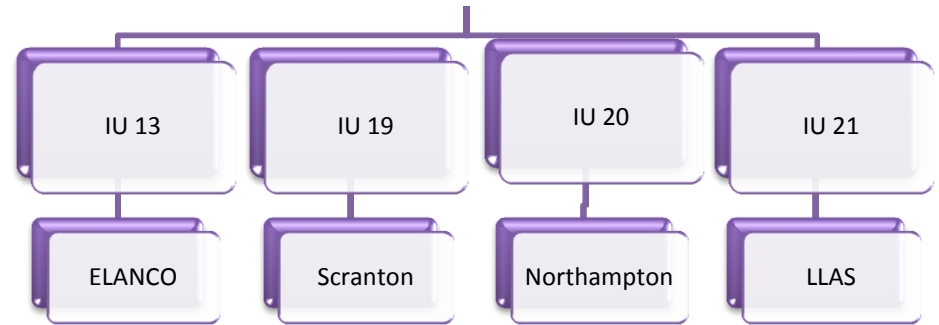 IU 13
IU 19
IU 20
IU 21
ELANCO
Scranton
Northampton
LLAS